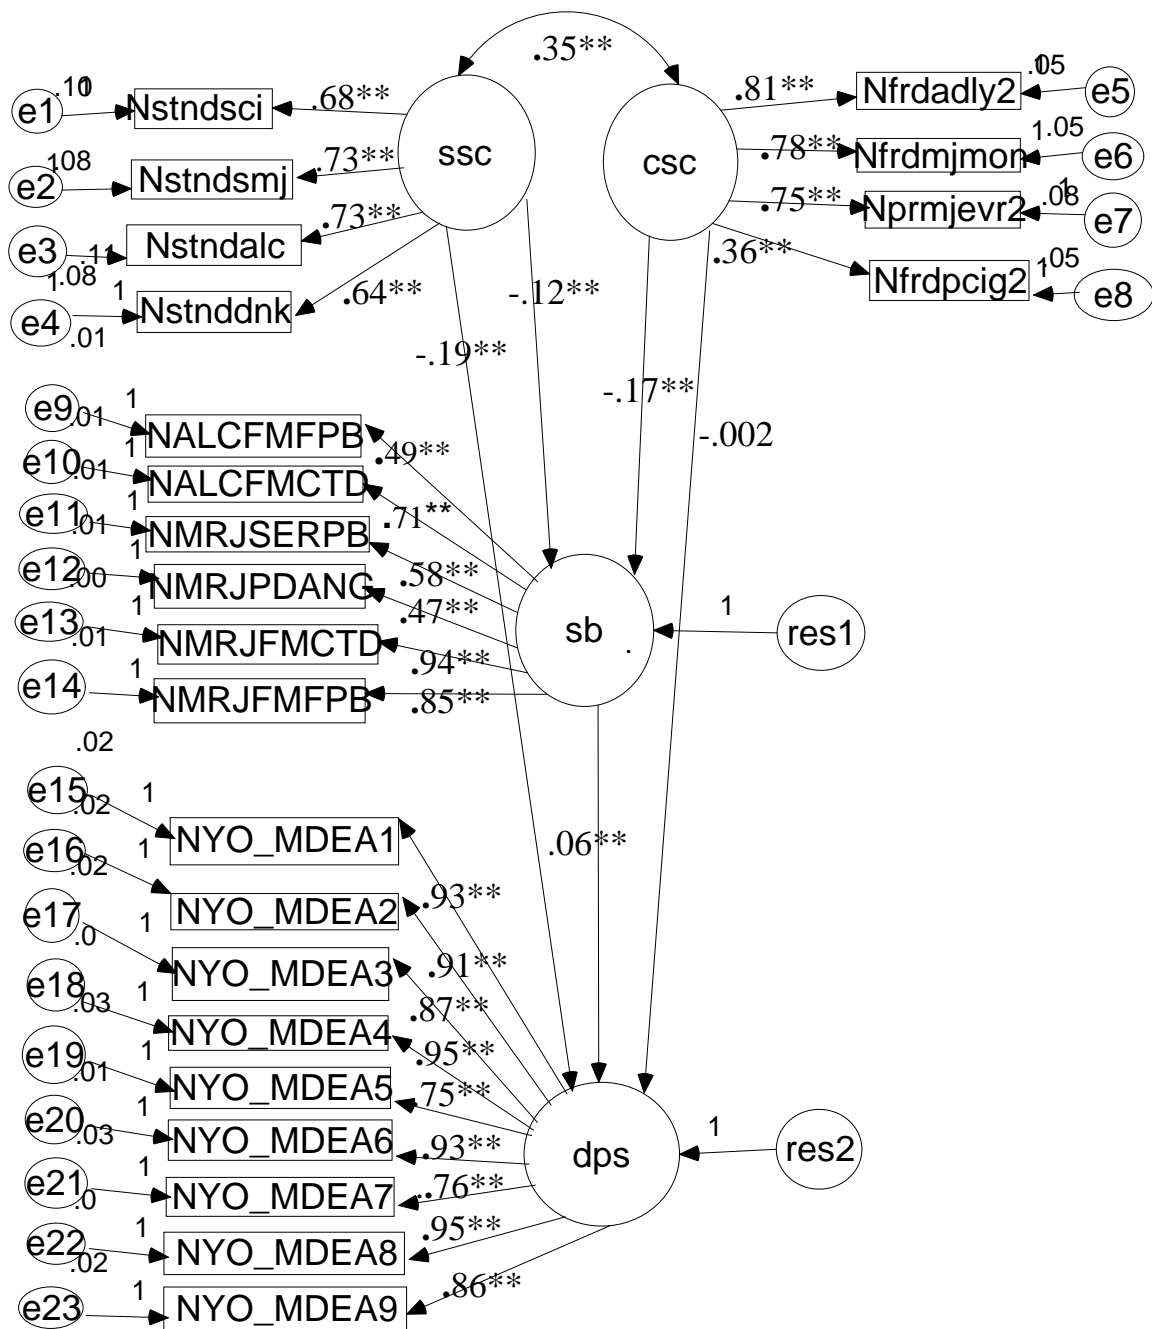 .35**
.10 1 .68** .81** .05 1
e1 Nstndsci ssc csc Nfrdadly2 e5
.08 1 .73** .78** 1 .05
e2 Nstndsmj Nfrdmjmon e6
.73** .75** 1 .08
e3 .11 Nstndalc Nprmjevr2 e7
1 .08 .64** -.12** .36** 1 .05
e4 1 Nstnddnk Nfrdpcig2 e8
.01 -.19**
-.17**
-.002
e9 .01 1 NALCFMFPB .49**
e10 .01 1 NALCFMCTD .71**
e11 .01 1 NMRJSERPB .58**
e12 .00 1 NMRJPDANG .47**
e13 .01 1 NMRJFMCTD .94**
e14 1 NMRJFMFPB .85**
sb . 1 res1
.02
e15 .02 1 NYO_MDEA1 .06**
e16 .02 1 NYO_MDEA2 .93**
e17 .0 1 NYO_MDEA3 .91**
e18 .03 1 NYO_MDEA4 .87**
e19 .01 1 NYO_MDEA5 .95**
e20 .03 1 NYO_MDEA6 .75**
e21 .0 1 NYO_MDEA7 .93**
e22 .02 1 NYO_MDEA8 .76**
.95**
e23 1 NYO_MDEA9 .86**
dps 1 res2